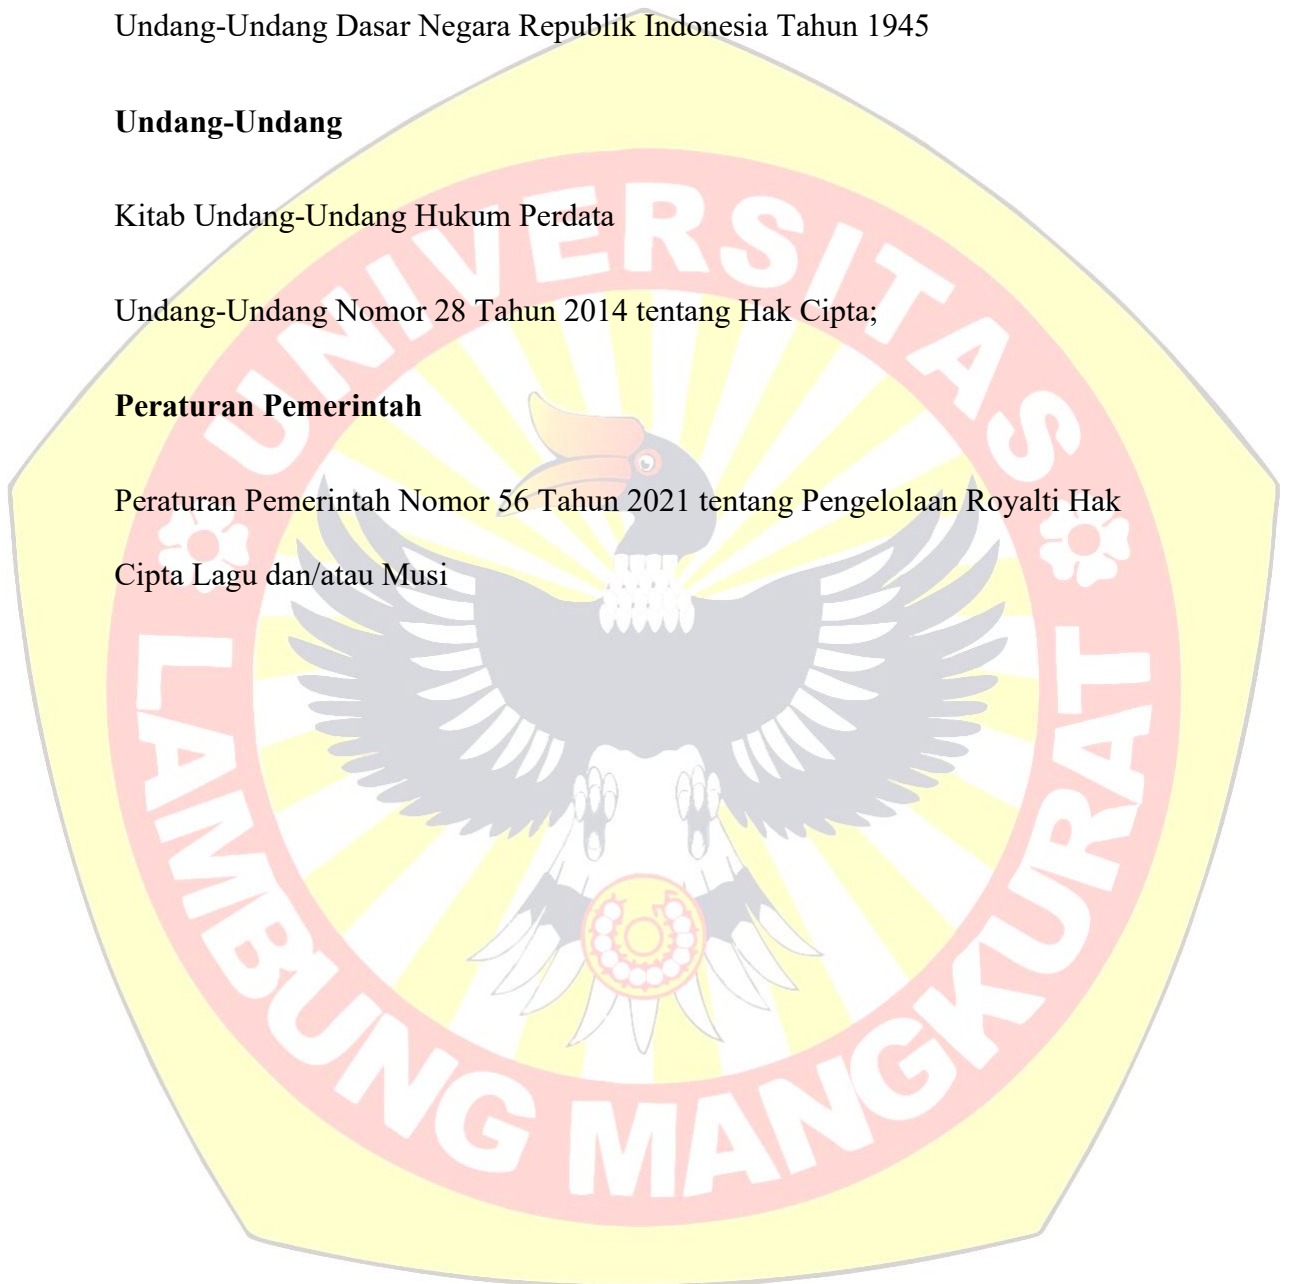 Undang-Undang Dasar Negara Republik Indonesia Tahun 1945
Undang-Undang
Kitab Undang-Undang Hukum Perdata
Undang-Undang Nomor 28 Tahun 2014 tentang Hak Cipta;
Peraturan Pemerintah
Peraturan Pemerintah Nomor 56 Tahun 2021 tentang Pengelolaan Royalti Hak
Cipta Lagu dan/atau Musi
UNIVERSITAS
LAMBUNG MANGKURAT